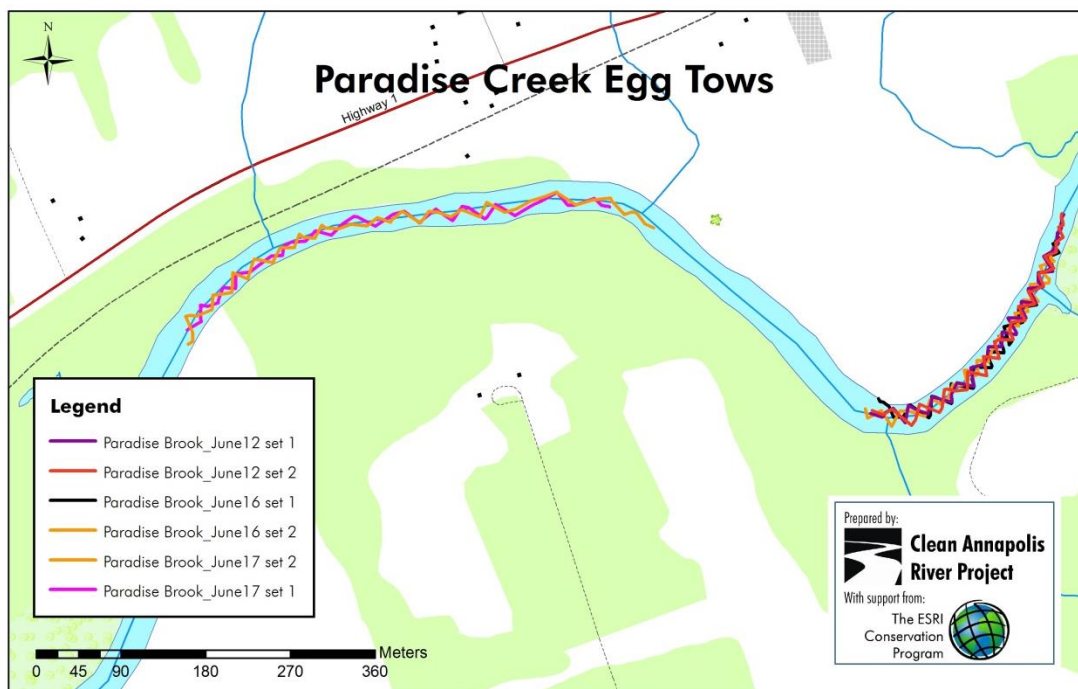 N
Paradise Creek Egg Tows
Highway 1
Legend
Paradise Brook_June12 set 1
Paradise Brook_June12 set 2
Paradise Brook_June16 set 1
Paradise Brook_June16 set 2
Paradise Brook_June17 set 2
Paradise Brook_June17 set 1
Meters
0 45 90 180 270 360
Prepared by:
Clean Annapolis
River Project
With support from:
The ESRI
Conservation
Program